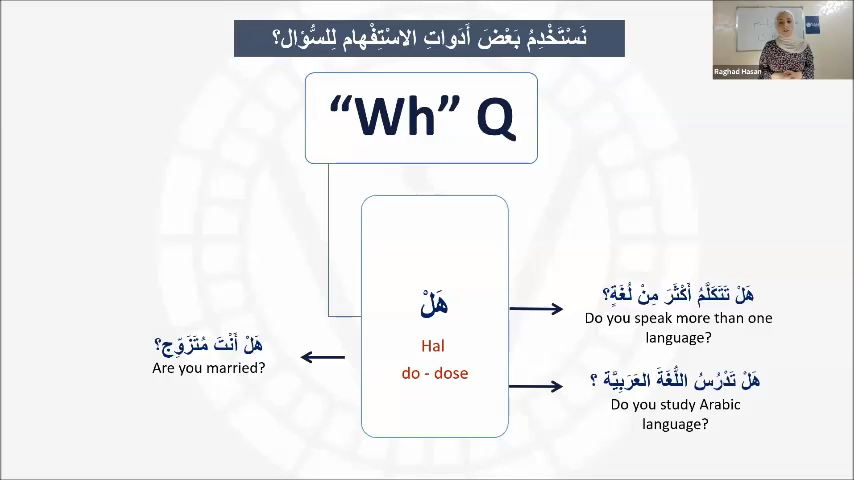 نَسْتَخْدِمُ بَعْضَ أَدَواتِ الاسْتِفْهام لِلسُّؤال؟
Raghad Hasan
“Wh” Q
هَلْ
Hal
do - dose
هَلْ تَتَكَلَّمُ أَكْثَرَ مِنْ لُغَةٍ؟
Do you speak more than one
language?
هَلْ تَدْرُسُ اللُّغَةَ العَرَبِيَّة ؟
Do you study Arabic
language?
هَلْ أَنْتَ مُتَزَوِّج؟
Are you married?